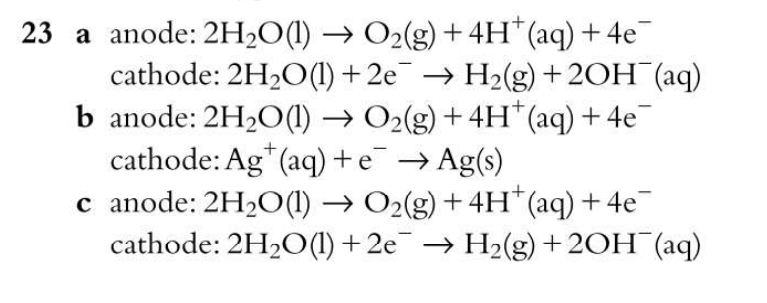 23 a anode: 2H₂O(l) → O₂(g) + 4H⁺(aq) + 4e⁻
cathode: 2H₂O(l) + 2e⁻ → H₂(g) + 2OH⁻(aq)
b anode: 2H₂O(l) → O₂(g) + 4H⁺(aq) + 4e⁻
cathode: Ag⁺(aq) + e⁻ → Ag(s)
c anode: 2H₂O(l) → O₂(g) + 4H⁺(aq) + 4e⁻
cathode: 2H₂O(l) + 2e⁻ → H₂(g) + 2OH⁻(aq)